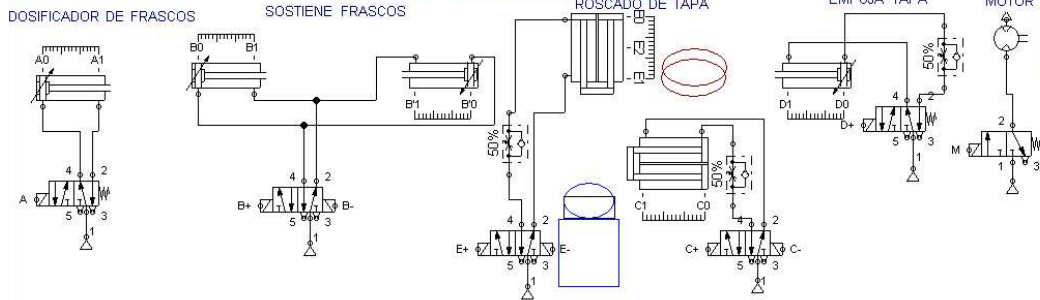 DOSIFICADOR DE FRASCOS
SOSTIENE FRASCOS
ROSCADO DE TAPA
EMPUJA TAPA
MOTOR
A0 A1
4 2
A
5 3
1
B0 B1
B'1 B'0
4 2
B+ B-
5 3
1
E2
E1
50%
4 2
E+ E-
5 3
1
C1 C0
50%
4 2
C+ C-
5 3
1
D1 D0
50%
4 2
D+
5 3
1
2
M
1 3